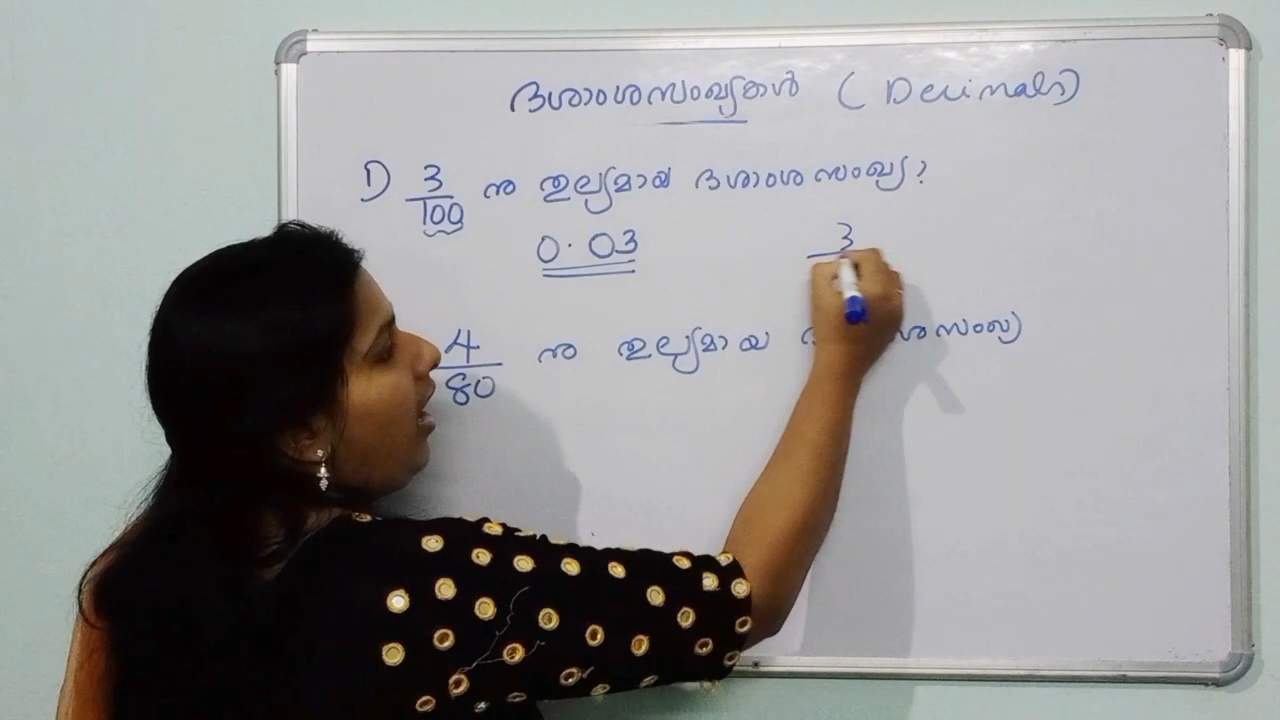 ദശാംശസംഖ്യകൾ ( Decimals)
1) 3/100 നു തുല്യമായ ദശാംശസംഖ്യ?
0.03
3
4/80 നു തുല്യമായ